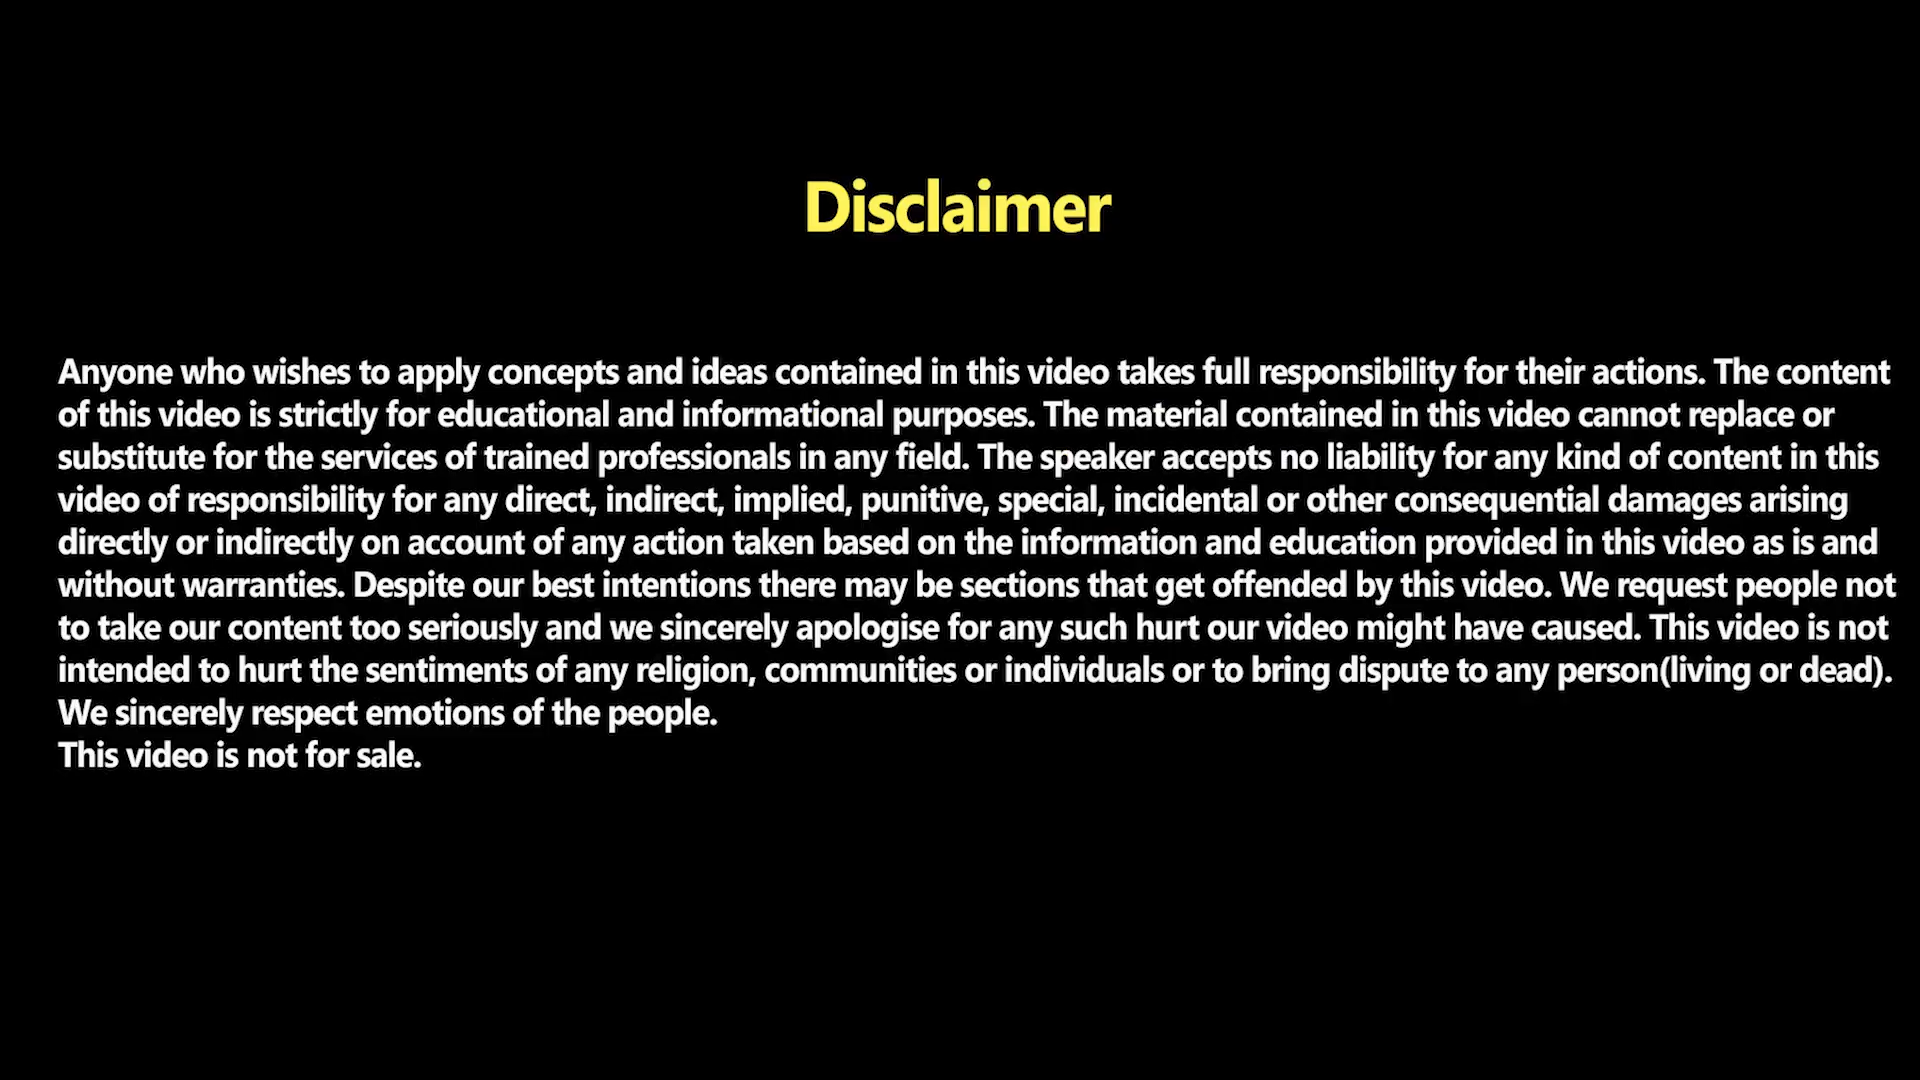 Disclaimer
Anyone who wishes to apply concepts and ideas contained in this video takes full responsibility for their actions. The content
of this video is strictly for educational and informational purposes. The material contained in this video cannot replace or
substitute for the services of trained professionals in any field. The speaker accepts no liability for any kind of content in this
video of responsibility for any direct, indirect, implied, punitive, special, incidental or other consequential damages arising
directly or indirectly on account of any action taken based on the information and education provided in this video as is and
without warranties. Despite our best intentions there may be sections that get offended by this video. We request people not
to take our content too seriously and we sincerely apologise for any such hurt our video might have caused. This video is not
intended to hurt the sentiments of any religion, communities or individuals or to bring dispute to any person(living or dead).
We sincerely respect emotions of the people.
This video is not for sale.